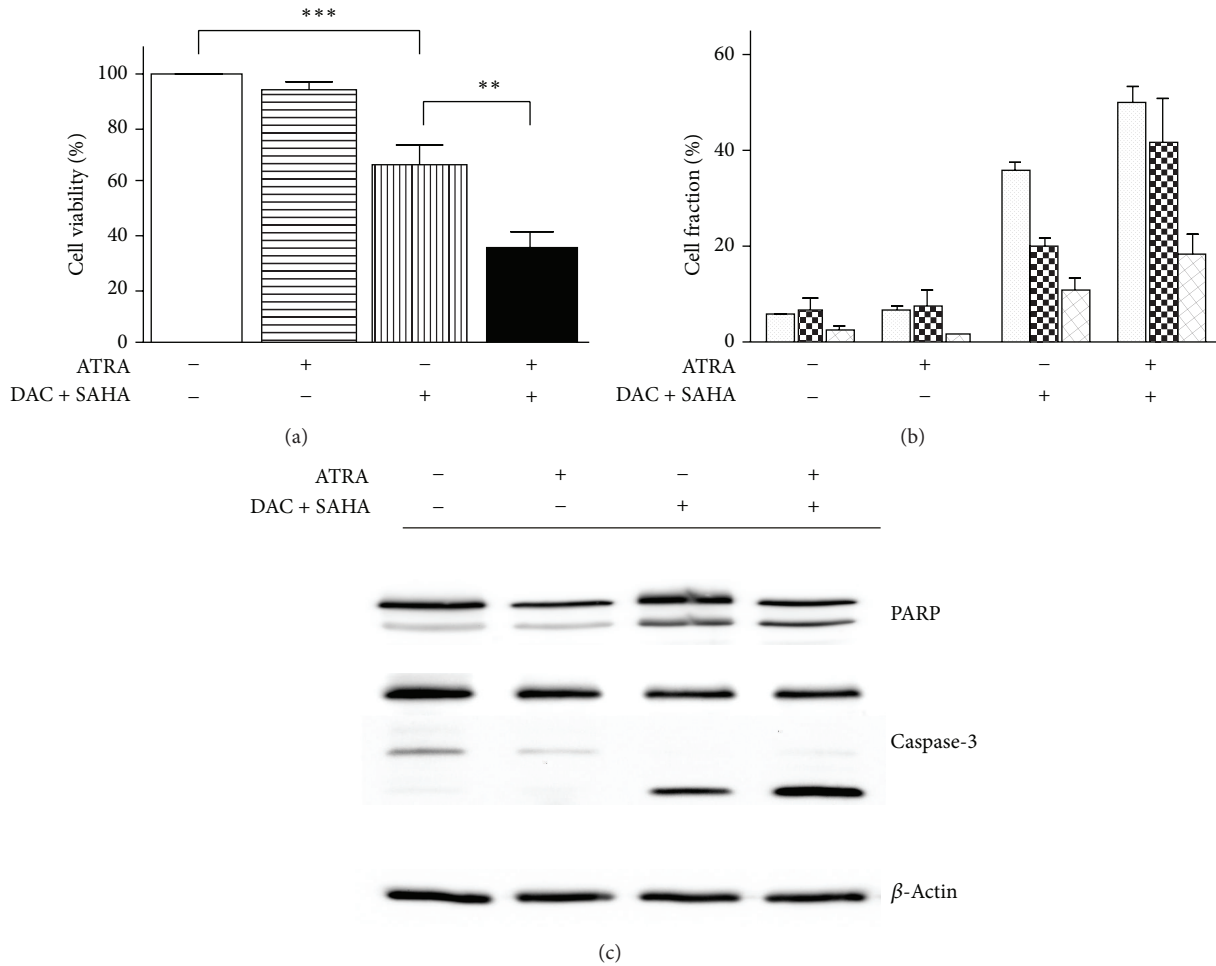 ***
**
100
80
60
40
20
0
Cell viability (%)
ATRA − + − +
DAC + SAHA − − + +
(a)
60
40
20
0
Cell fraction (%)
ATRA − + − +
DAC + SAHA − − + +
(b)
ATRA − + − +
DAC + SAHA − − + +
PARP
Caspase-3
β-Actin
(c)